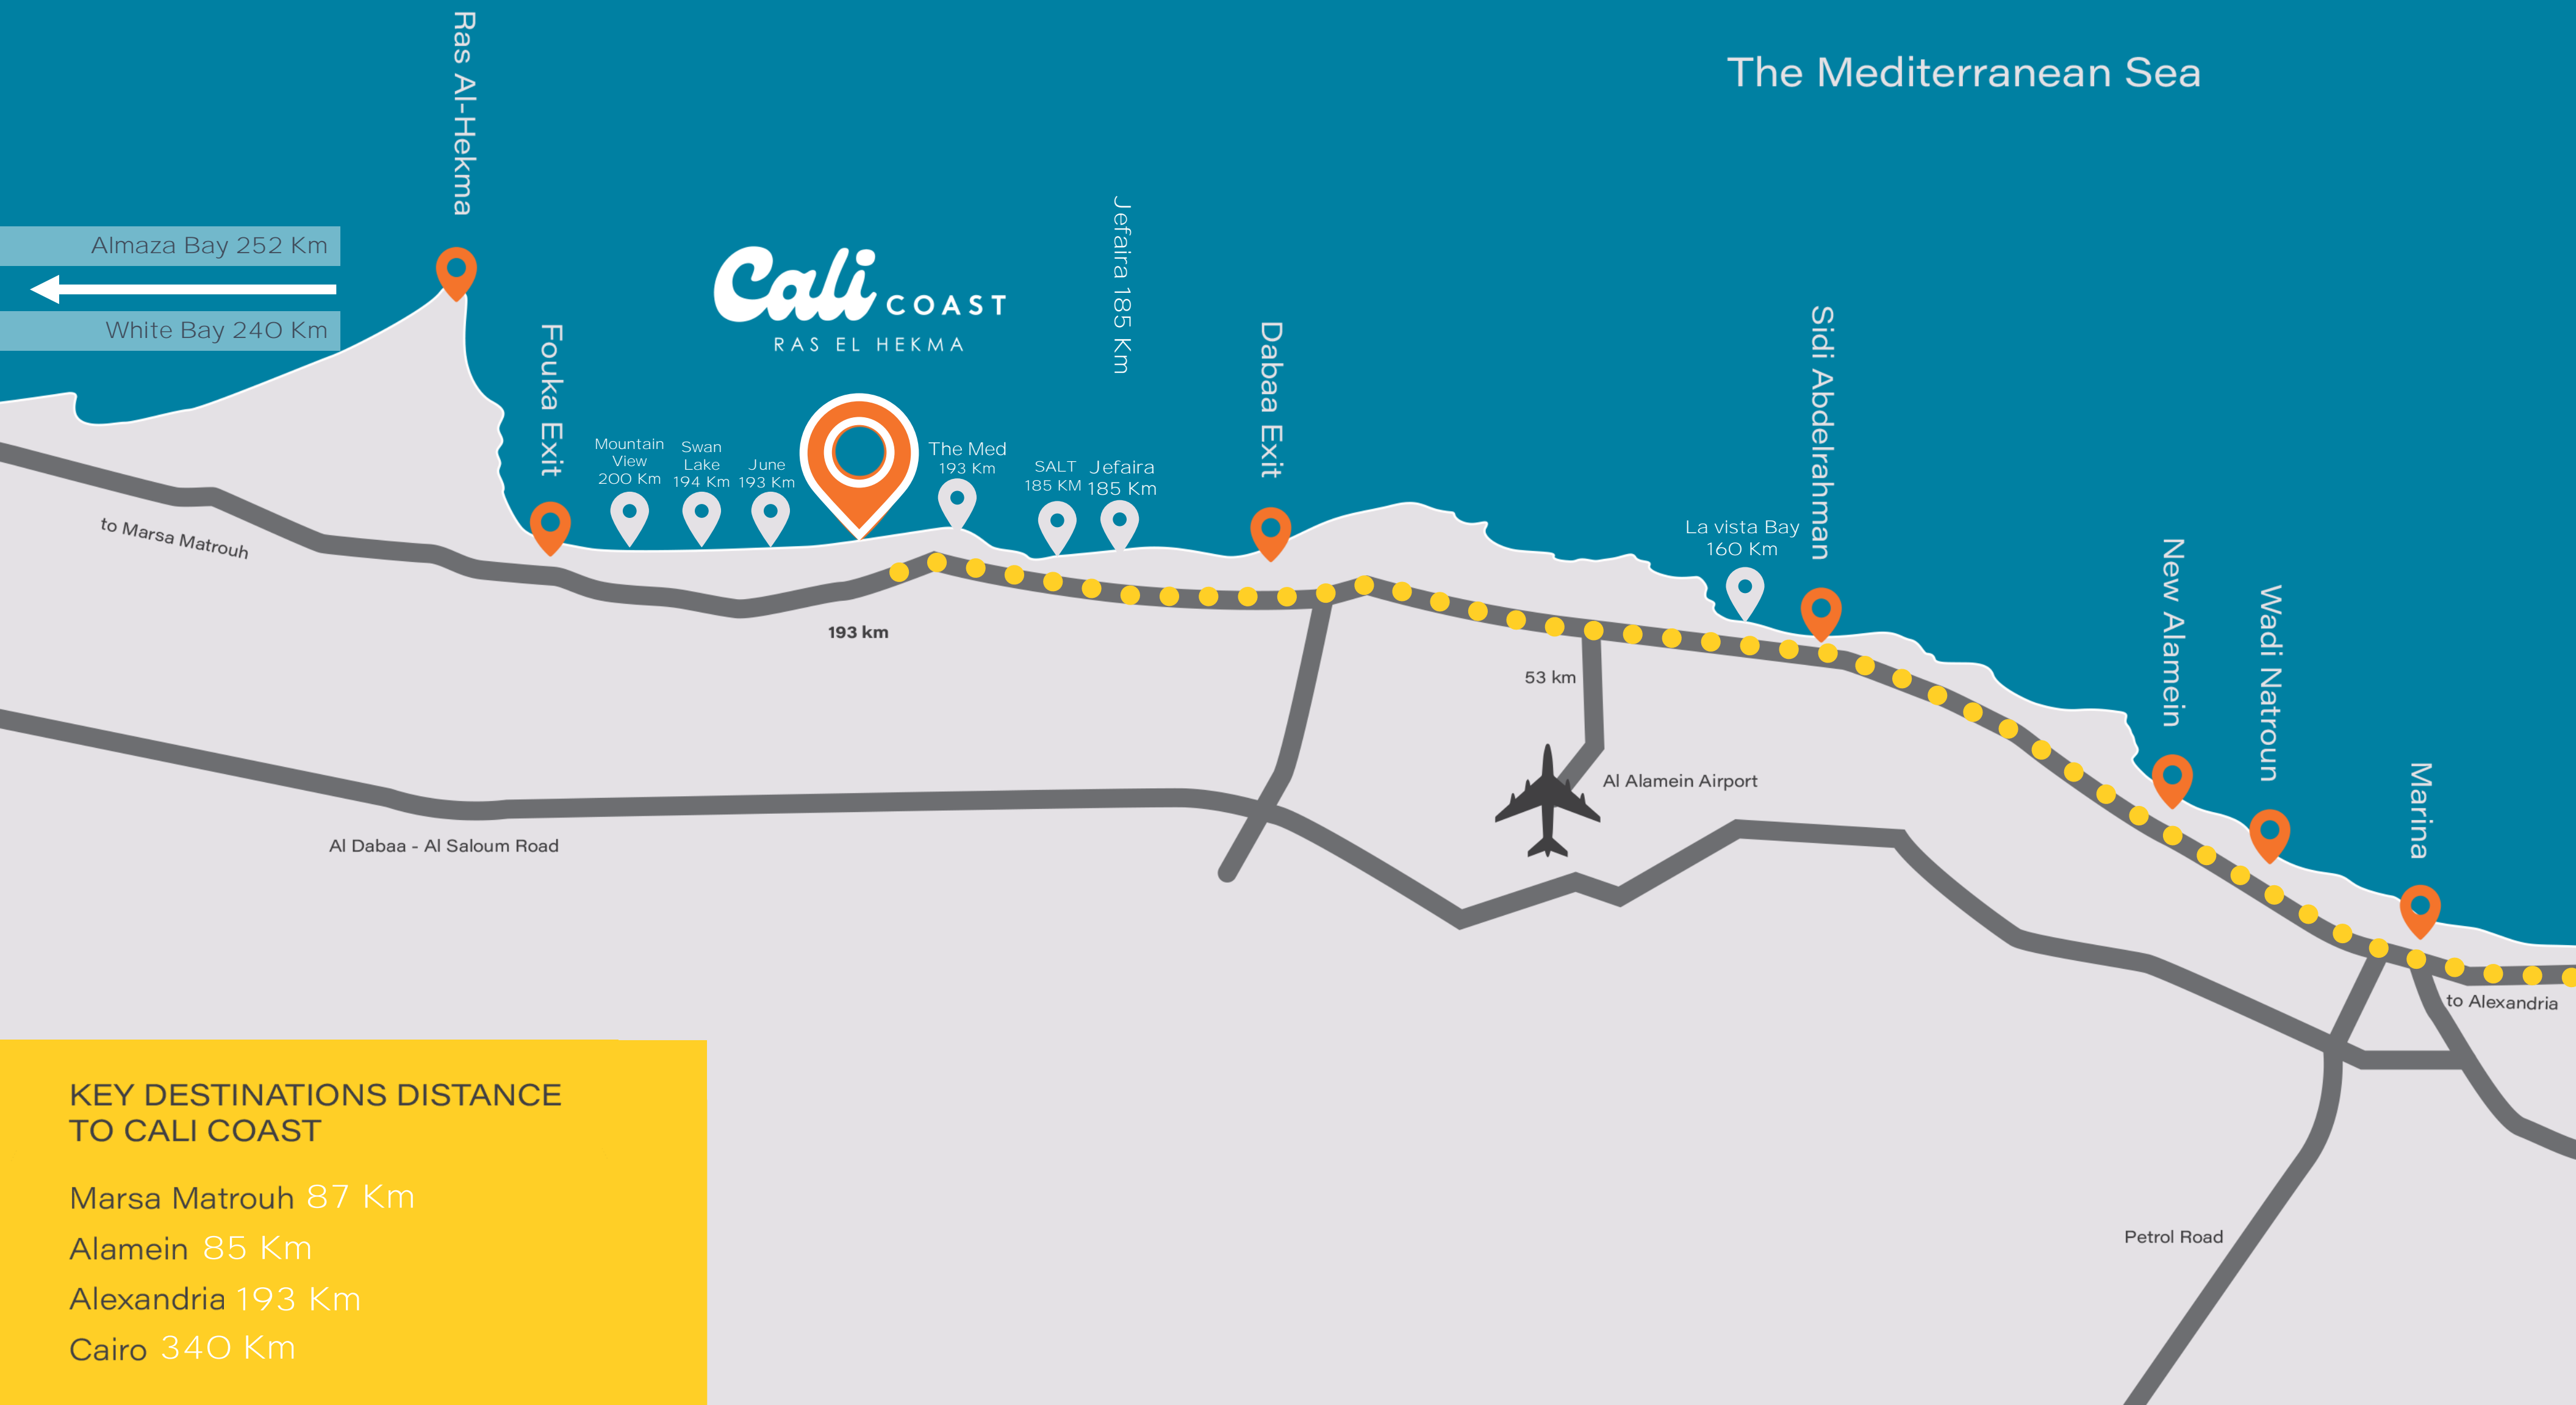 The Mediterranean Sea
Ras Al-Hekma
Almaza Bay 252 Km
White Bay 240 Km
Fouka Exit
Cali COAST
RAS EL HEKMA
Jefaira 185 Km
Dabaa Exit
Sidi Abdelrahman
Mountain
View
200 Km
Swan
Lake
194 Km
June
193 Km
The Med
193 Km
SALT
185 KM
Jefaira
185 Km
La vista Bay
160 Km
New Alamein
Wadi Natroun
Marina
to Marsa Matrouh
193 km
53 km
Al Alamein Airport
Al Dabaa - Al Saloum Road
to Alexandria
Petrol Road
KEY DESTINATIONS DISTANCE
TO CALI COAST
Marsa Matrouh 87 Km
Alamein 85 Km
Alexandria 193 Km
Cairo 340 Km